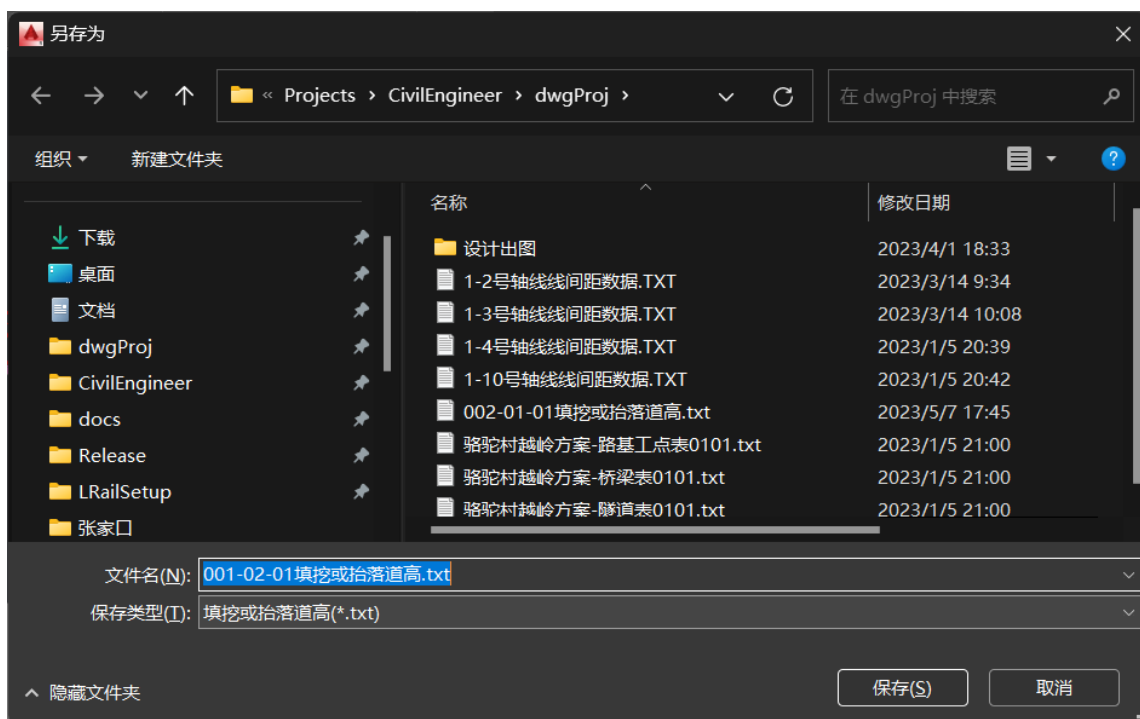 另存为
« Projects › CivilEngineer › dwgProj ›
在 dwgProj 中搜索
组织
新建文件夹
名称
修改日期
下载
桌面
文档
dwgProj
CivilEngineer
docs
Release
LRailSetup
张家口
设计出图 2023/4/1 18:33
1-2号轴线线间距数据.TXT 2023/3/14 9:34
1-3号轴线线间距数据.TXT 2023/3/14 10:08
1-4号轴线线间距数据.TXT 2023/1/5 20:39
1-10号轴线线间距数据.TXT 2023/1/5 20:42
002-01-01填挖或抬落道高.txt 2023/5/7 17:45
骆驼村越岭方案-路基工点表0101.txt 2023/1/5 21:00
骆驼村越岭方案-桥梁表0101.txt 2023/1/5 21:00
骆驼村越岭方案-隧道表0101.txt 2023/1/5 21:00
文件名(N): 001-02-01填挖或抬落道高.txt
保存类型(T): 填挖或抬落道高(*.txt)
隐藏文件夹
保存(S)
取消